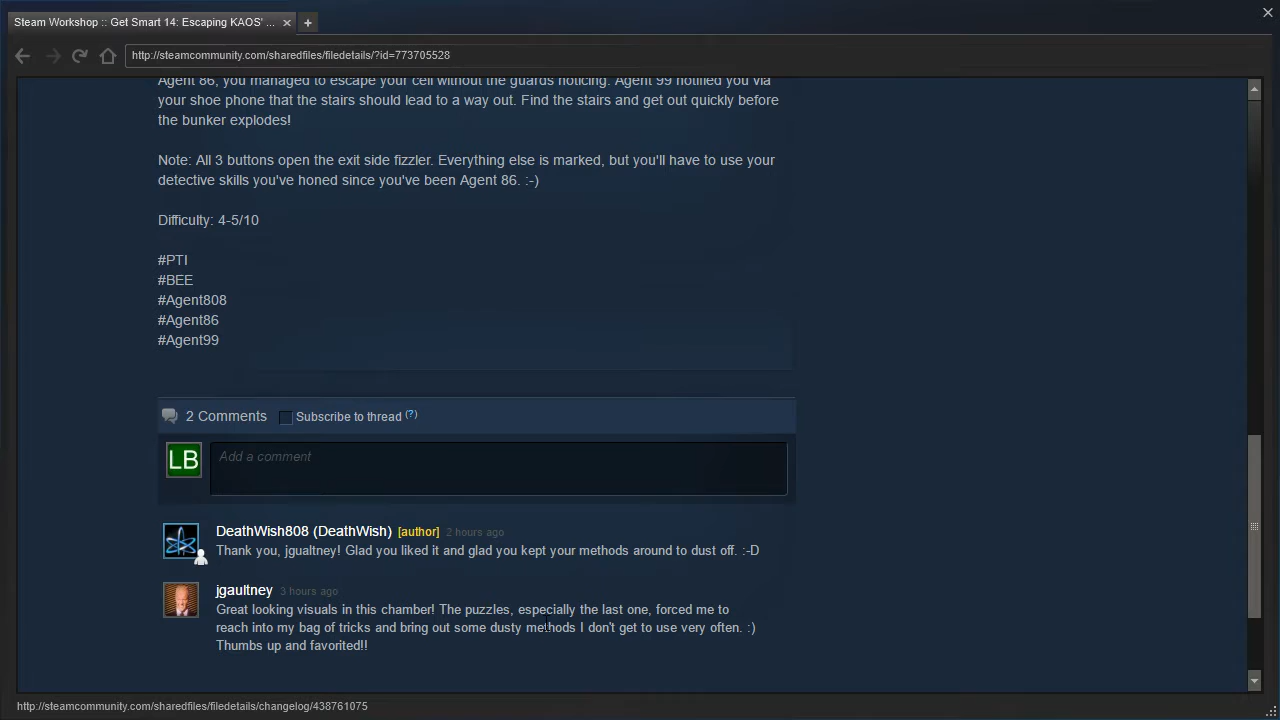 Steam Workshop :: Get Smart 14: Escaping KAOS' ...
http://steamcommunity.com/sharedfiles/filedetails/?id=773705528
Agent 86, you managed to escape your cell without the guards noticing. Agent 99 notified you via
your shoe phone that the stairs should lead to a way out. Find the stairs and get out quickly before
the bunker explodes!
Note: All 3 buttons open the exit side fizzler. Everything else is marked, but you'll have to use your
detective skills you've honed since you've been Agent 86. :-)
Difficulty: 4-5/10
#PTI
#BEE
#Agent808
#Agent86
#Agent99
2 Comments Subscribe to thread (?)
LB Add a comment
DeathWish808 (DeathWish) [author] 2 hours ago
Thank you, jgualtney! Glad you liked it and glad you kept your methods around to dust off. :-D
jgaultney 3 hours ago
Great looking visuals in this chamber! The puzzles, especially the last one, forced me to
reach into my bag of tricks and bring out some dusty methods I don't get to use very often. :)
Thumbs up and favorited!!
http://steamcommunity.com/sharedfiles/filedetails/changelog/438761075